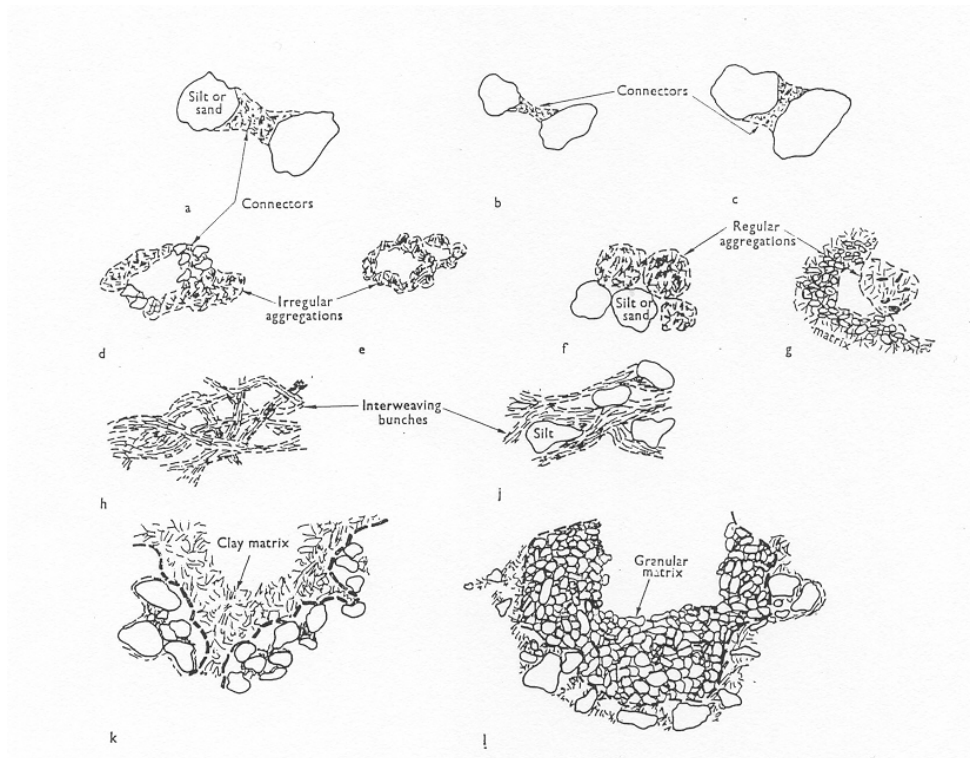 Silt or
sand
Connectors
a
Connectors
b
c
Irregular
aggregations
d
e
Regular
aggregations
Silt or
sand
matrix
f
g
Interweaving
bunches
h
Silt
j
Clay matrix
k
Granular
matrix
l